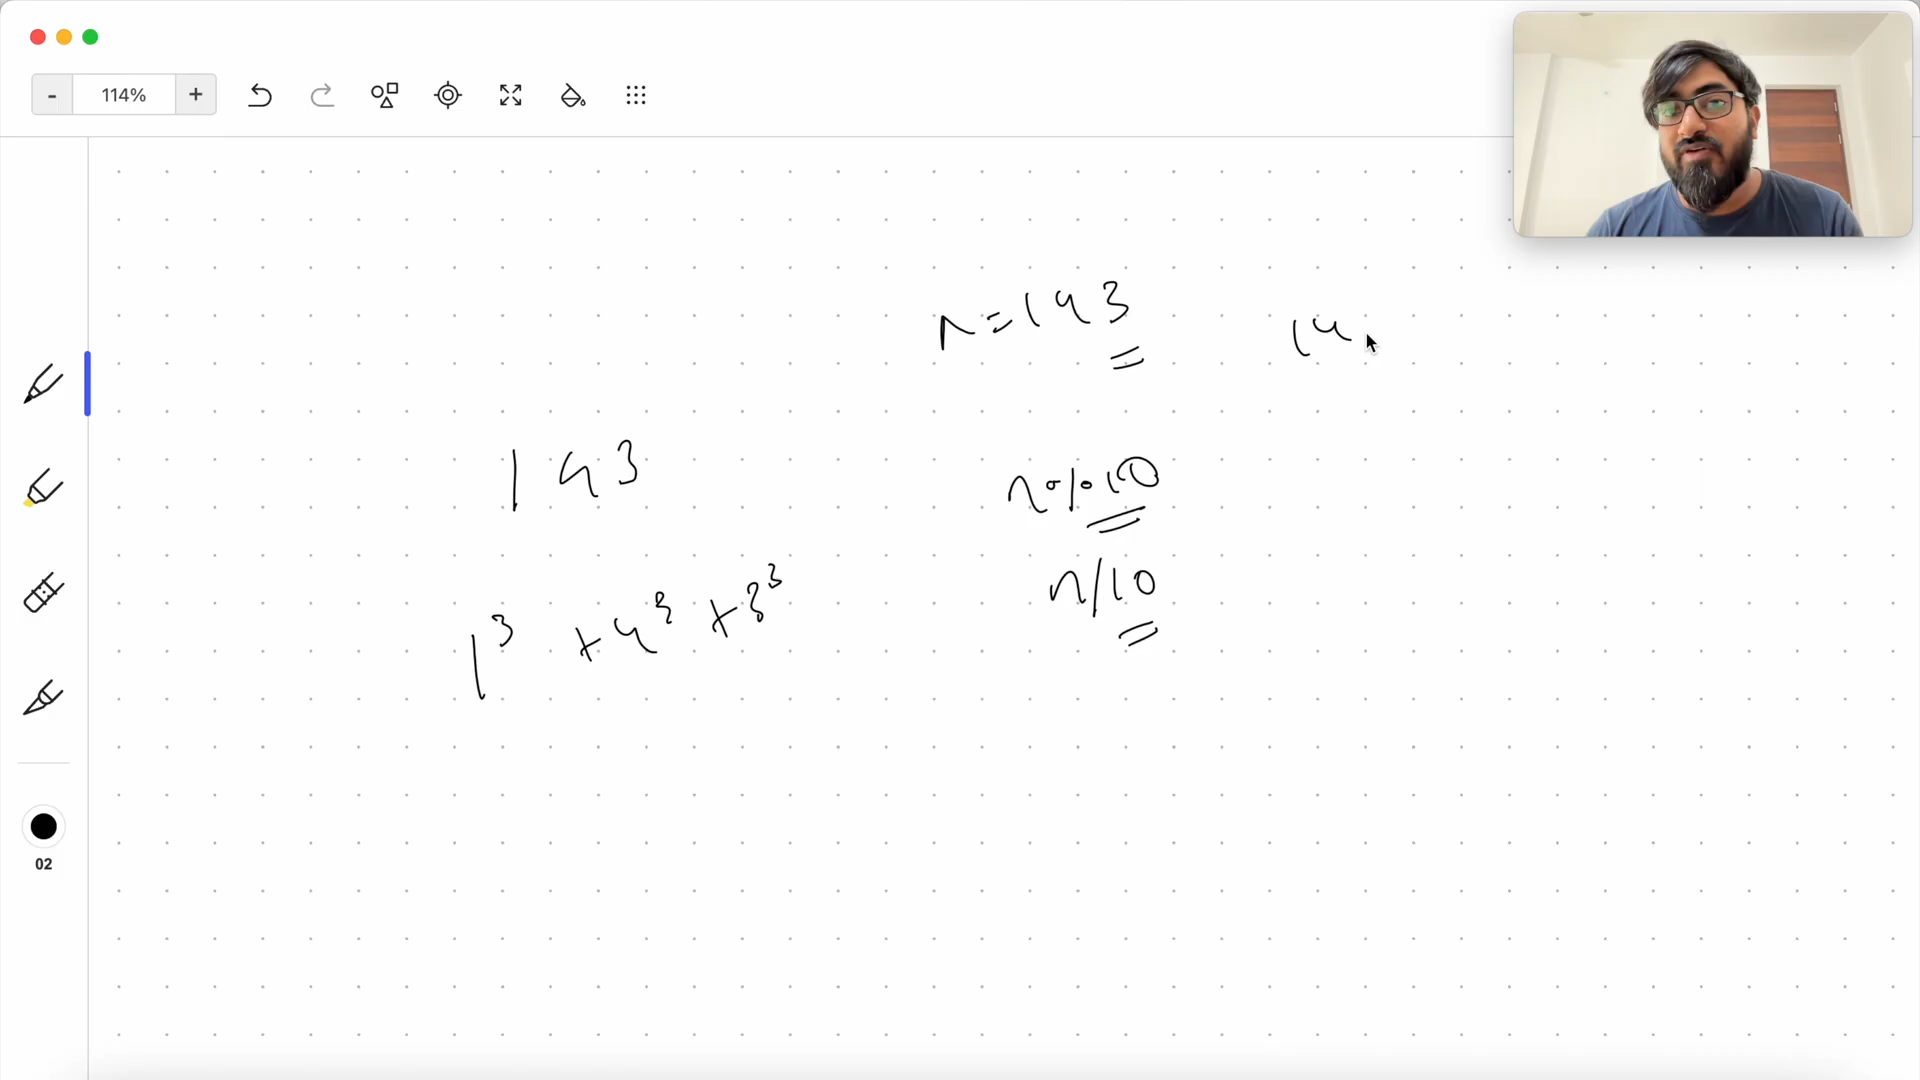 - 114% +
n = 143
14
143
n%10
n/10
1³ + 4³ + 3³
02